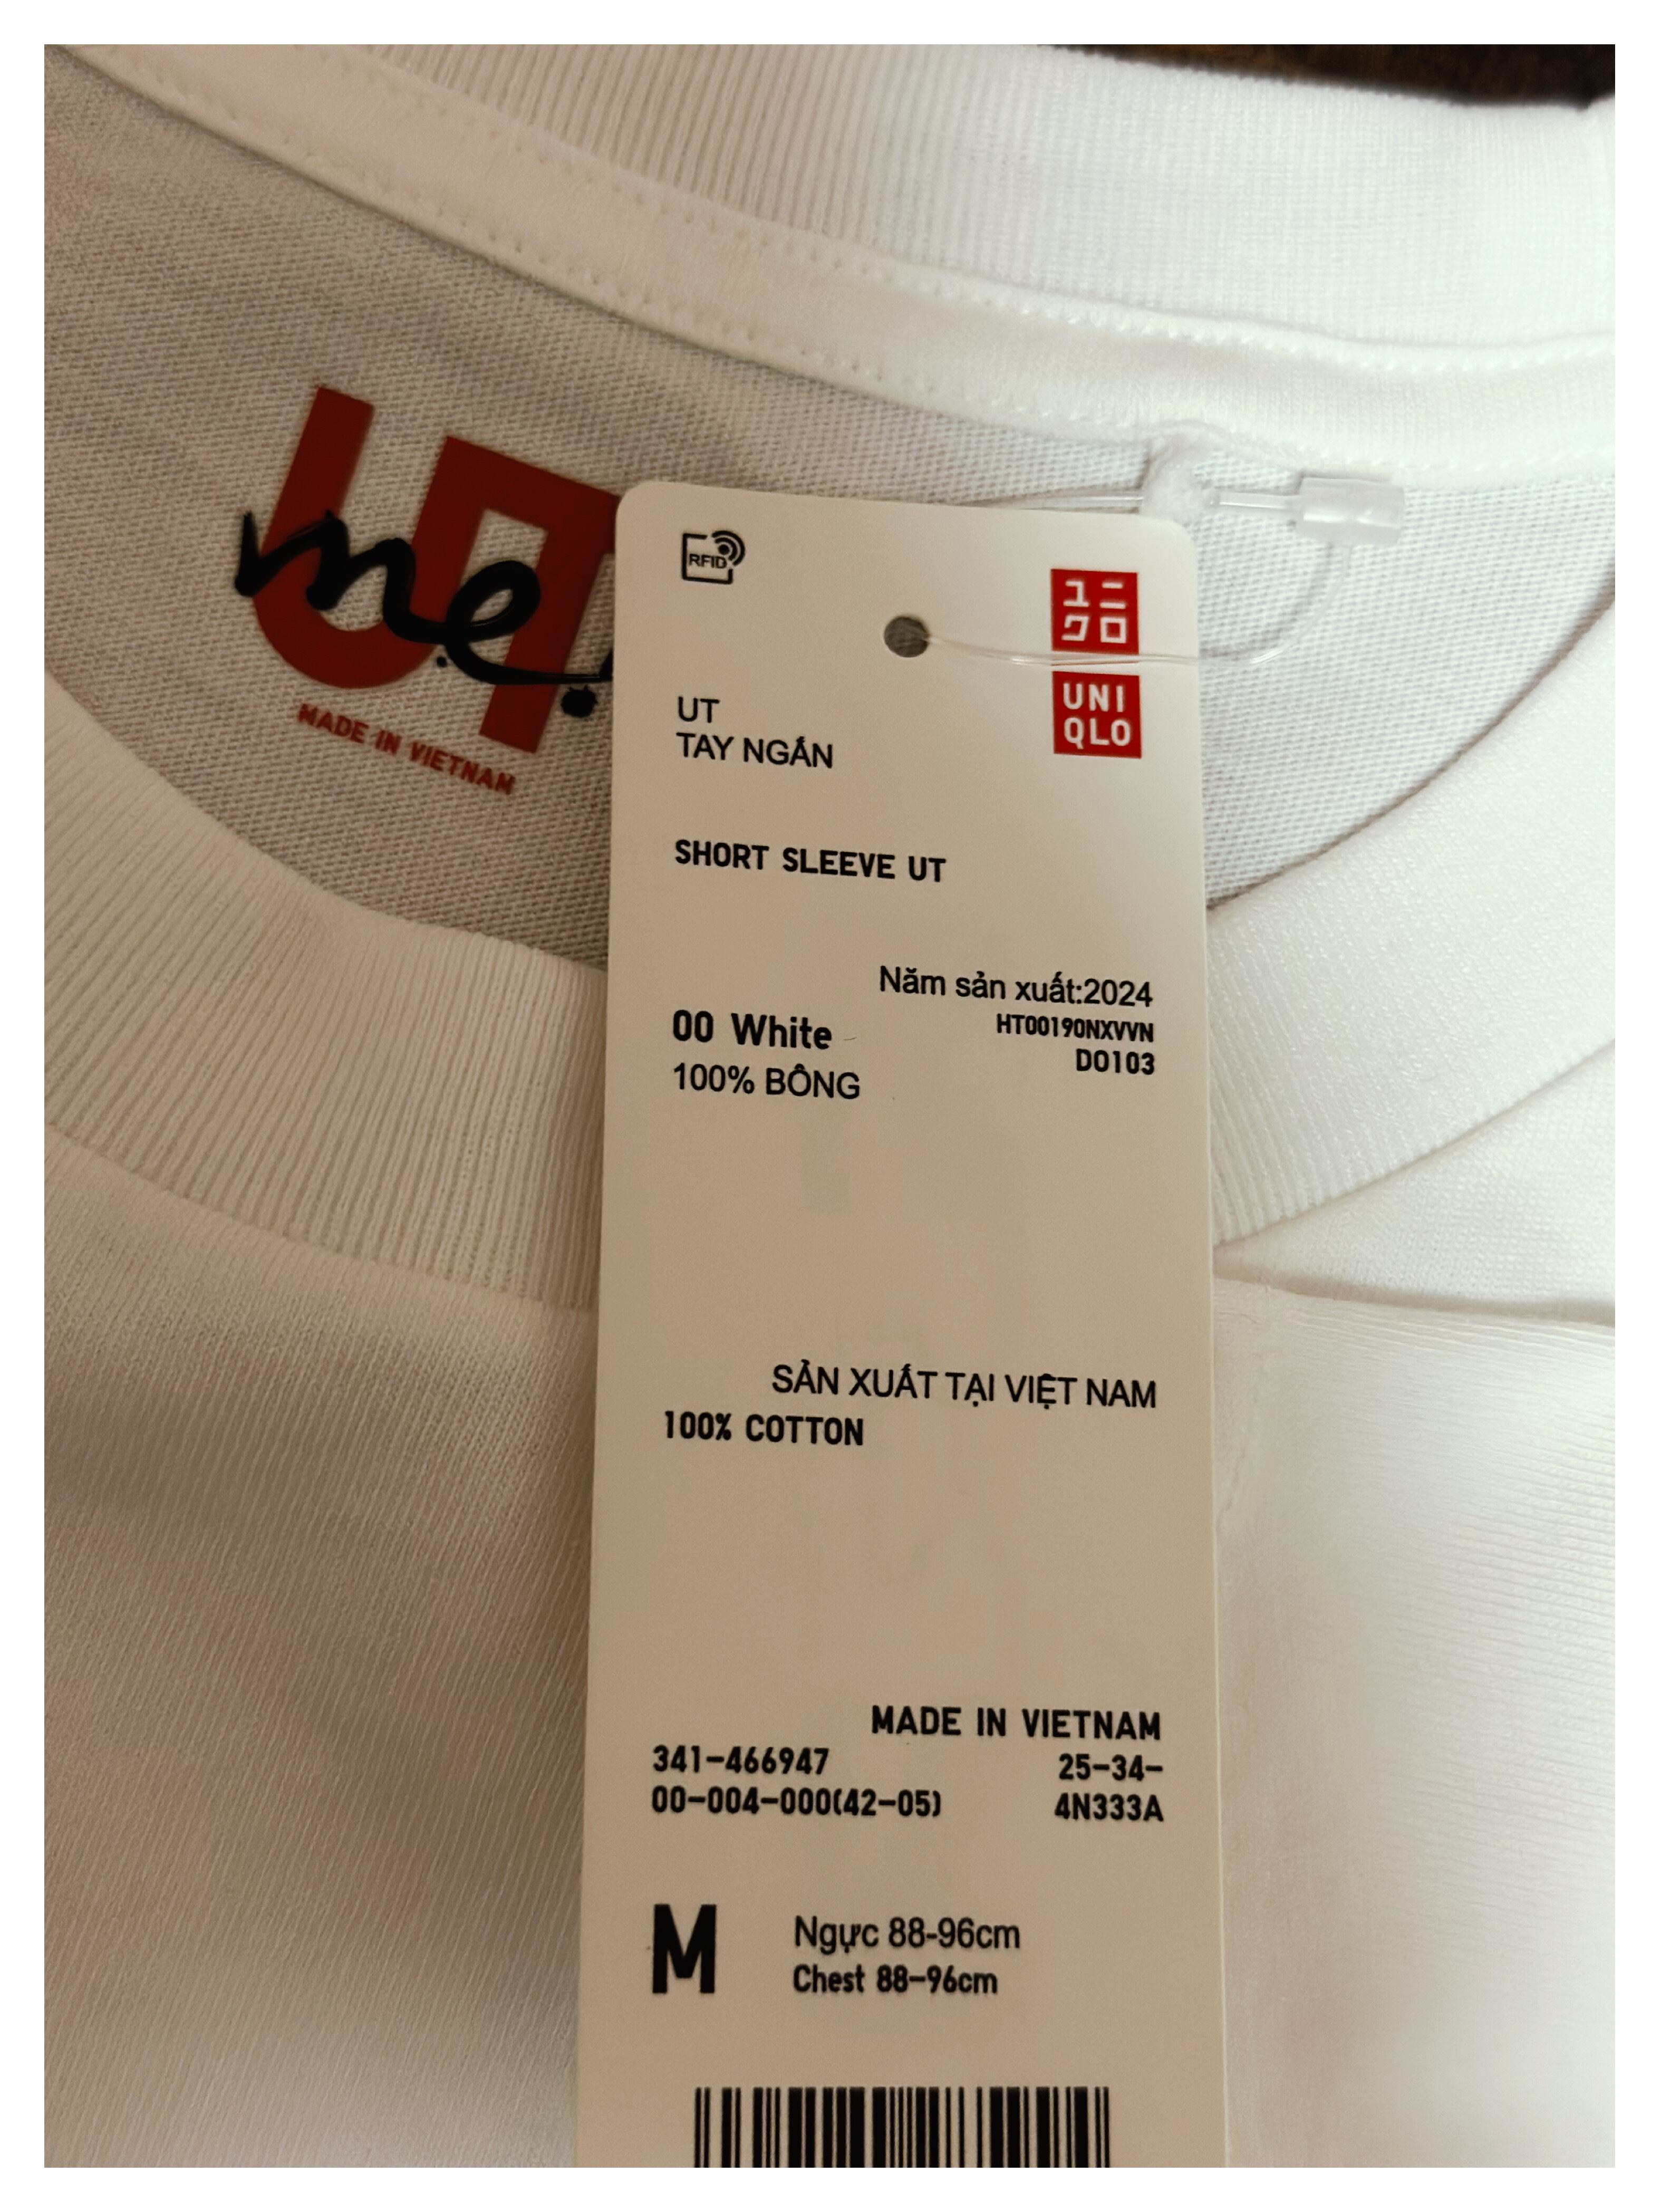 UT
me.
MADE IN VIETNAM
RFID
ユニ
クロ
UNI
QLO
UT
TAY NGẮN
SHORT SLEEVE UT
Năm sản xuất:2024
00 White
HT00190NXVVN
D0103
100% BÔNG
SẢN XUẤT TẠI VIỆT NAM
100% COTTON
MADE IN VIETNAM
341-466947
25-34-
00-004-000(42-05)
4N333A
M
Ngực 88-96cm
Chest 88-96cm